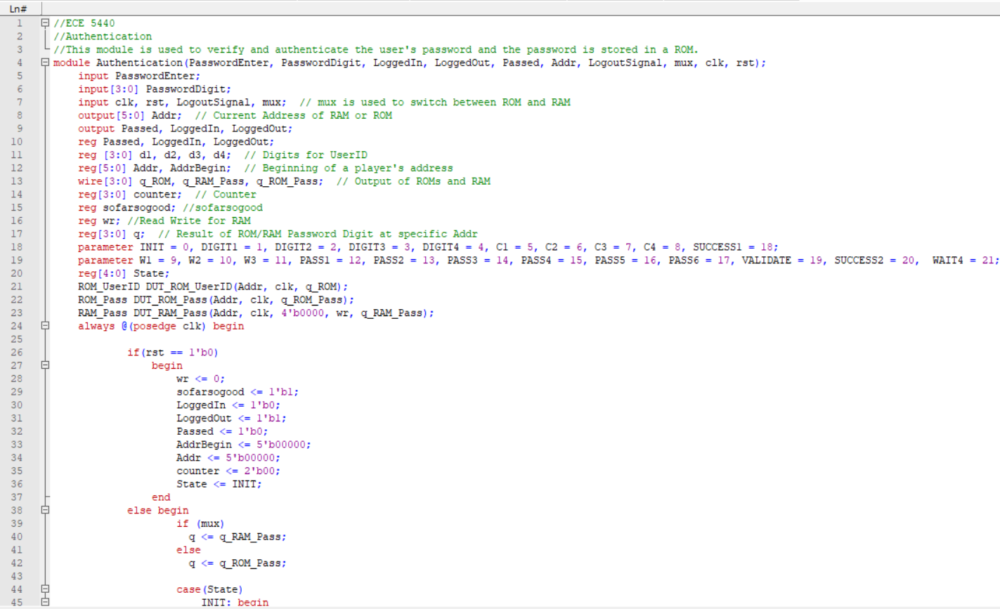 Ln#
1 //ECE 5440
2 //Authentication
3 //This module is used to verify and authenticate the user's password and the password is stored in a ROM.
4 module Authentication(PasswordEnter, PasswordDigit, LoggedIn, LoggedOut, Passed, Addr, LogoutSignal, mux, clk, rst);
5 input PasswordEnter;
6 input[3:0] PasswordDigit;
7 input clk, rst, LogoutSignal, mux;  // mux is used to switch between ROM and RAM
8 output[5:0] Addr;  // Current Address of RAM or ROM
9 output Passed, LoggedIn, LoggedOut;
10 reg Passed, LoggedIn, LoggedOut;
11 reg [3:0] d1, d2, d3, d4;  // Digits for UserID
12 reg[5:0] Addr, AddrBegin;  // Beginning of a player's address
13 wire[3:0] q_ROM, q_RAM_Pass, q_ROM_Pass;  // Output of ROMs and RAM
14 reg[3:0] counter;  // Counter
15 reg sofarsogood; //sofarsogood
16 reg wr; //Read Write for RAM
17 reg[3:0] q;  // Result of ROM/RAM Password Digit at specific Addr
18 parameter INIT = 0, DIGIT1 = 1, DIGIT2 = 2, DIGIT3 = 3, DIGIT4 = 4, C1 = 5, C2 = 6, C3 = 7, C4 = 8, SUCCESS1 = 18;
19 parameter W1 = 9, W2 = 10, W3 = 11, PASS1 = 12, PASS2 = 13, PASS3 = 14, PASS4 = 15, PASS5 = 16, PASS6 = 17, VALIDATE = 19, SUCCESS2 = 20,  WAIT4 = 21;
20 reg[4:0] State;
21 ROM_UserID DUT_ROM_UserID(Addr, clk, q_ROM);
22 ROM_Pass DUT_ROM_Pass(Addr, clk, q_ROM_Pass);
23 RAM_Pass DUT_RAM_Pass(Addr, clk, 4'b0000, wr, q_RAM_Pass);
24 always @(posedge clk) begin
25
26 if(rst == 1'b0)
27 begin
28 wr <= 0;
29 sofarsogood <= 1'b1;
30 LoggedIn <= 1'b0;
31 LoggedOut <= 1'b1;
32 Passed <= 1'b0;
33 AddrBegin <= 5'b00000;
34 Addr <= 5'b00000;
35 counter <= 2'b00;
36 State <= INIT;
37 end
38 else begin
39 if (mux)
40 q <= q_RAM_Pass;
41 else
42 q <= q_ROM_Pass;
43
44 case(State)
45 INIT: begin